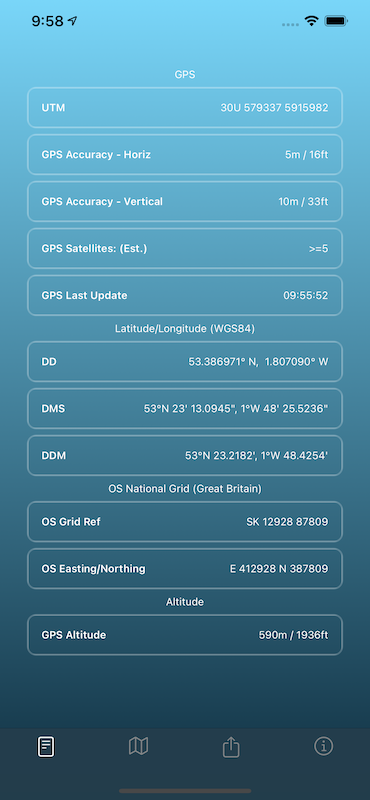 9:58
GPS
UTM 30U 579337 5915982
GPS Accuracy - Horiz 5m / 16ft
GPS Accuracy - Vertical 10m / 33ft
GPS Satellites: (Est.) >=5
GPS Last Update 09:55:52
Latitude/Longitude (WGS84)
DD 53.386971° N, 1.807090° W
DMS 53°N 23' 13.0945", 1°W 48' 25.5236"
DDM 53°N 23.2182', 1°W 48.4254'
OS National Grid (Great Britain)
OS Grid Ref SK 12928 87809
OS Easting/Northing E 412928 N 387809
Altitude
GPS Altitude 590m / 1936ft